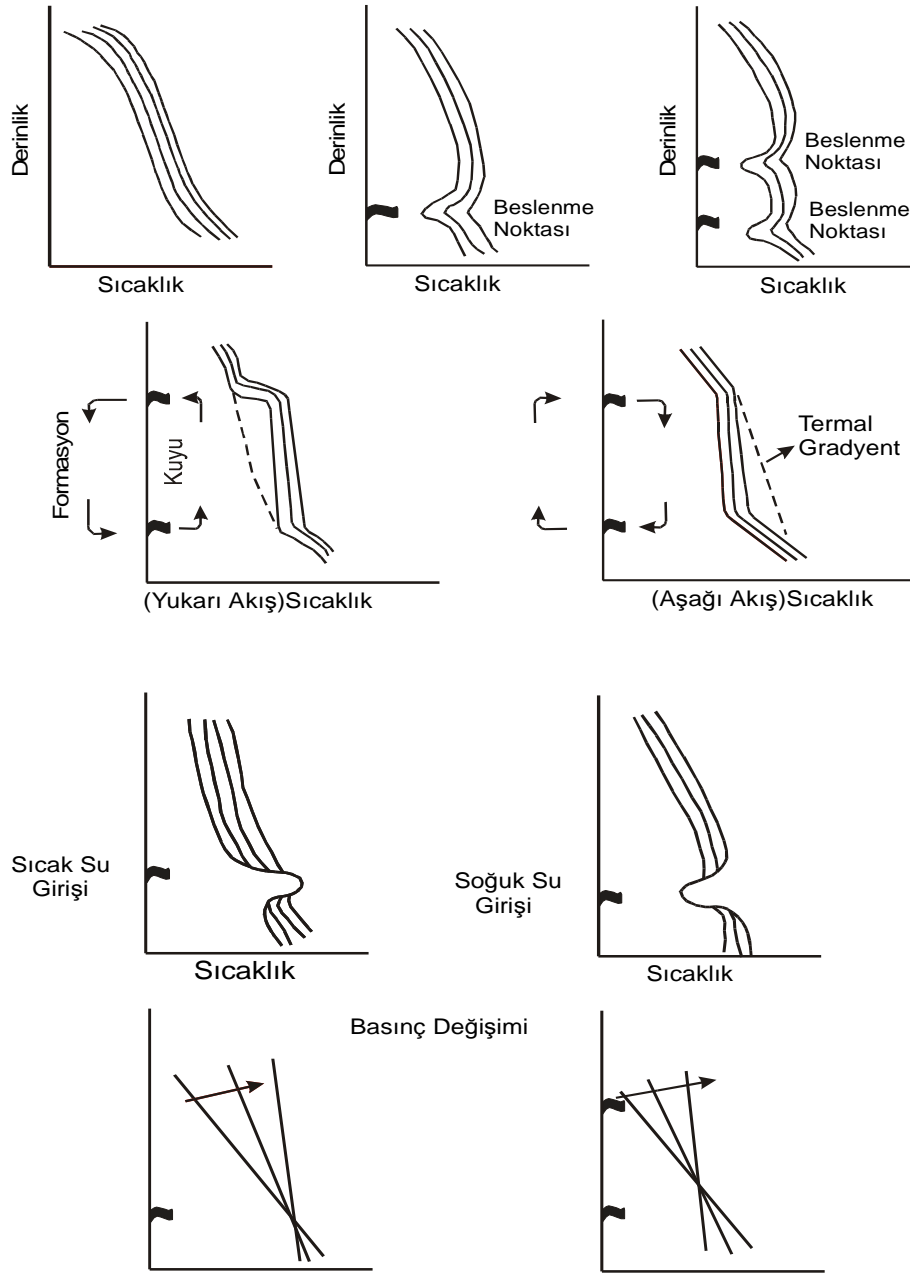 Derinlik
Sıcaklık
Derinlik
Beslenme
Noktası
Sıcaklık
Derinlik
Beslenme
Noktası
Beslenme
Noktası
Sıcaklık
Formasyon
Kuyu
(Yukarı Akış)Sıcaklık
Termal
Gradyent
(Aşağı Akış)Sıcaklık
Sıcak Su
Girişi
Sıcaklık
Soğuk Su
Girişi
Sıcaklık
Basınç Değişimi